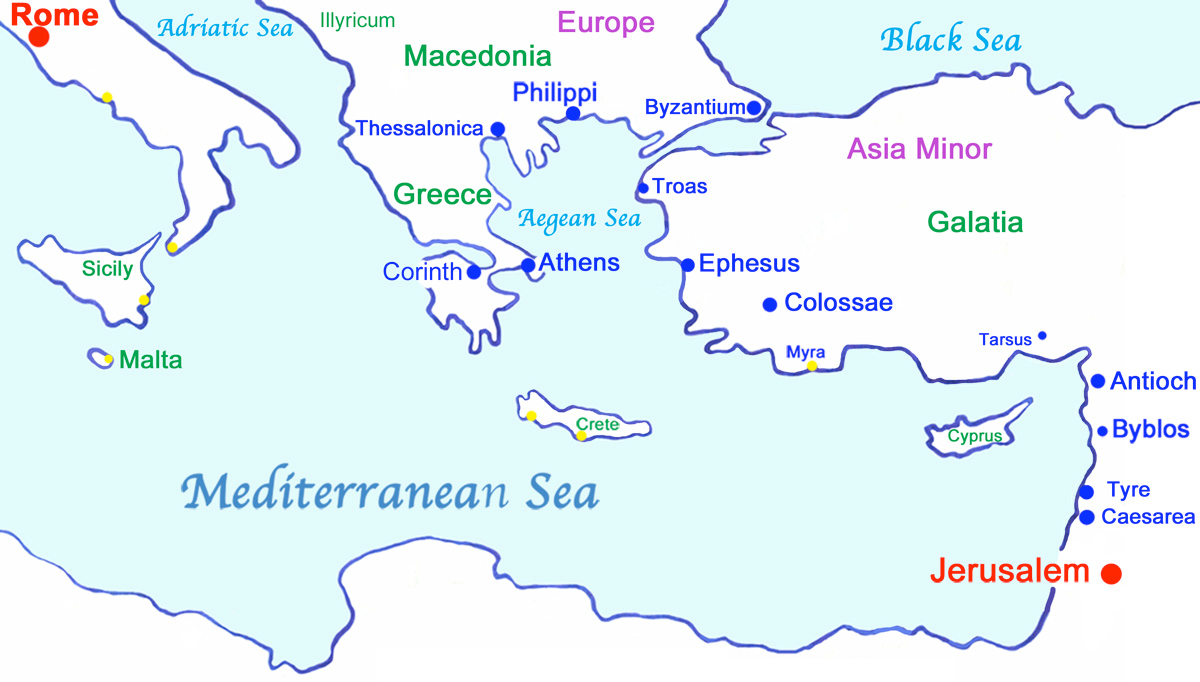 Rome
Adriatic Sea
Illyricum
Europe
Black Sea
Macedonia
Philippi
Byzantium
Thessalonica
Asia Minor
Troas
Greece
Aegean Sea
Galatia
Sicily
Corinth
Athens
Ephesus
Colossae
Malta
Myra
Tarsus
Antioch
Crete
Cyprus
Byblos
Mediterranean Sea
Tyre
Caesarea
Jerusalem